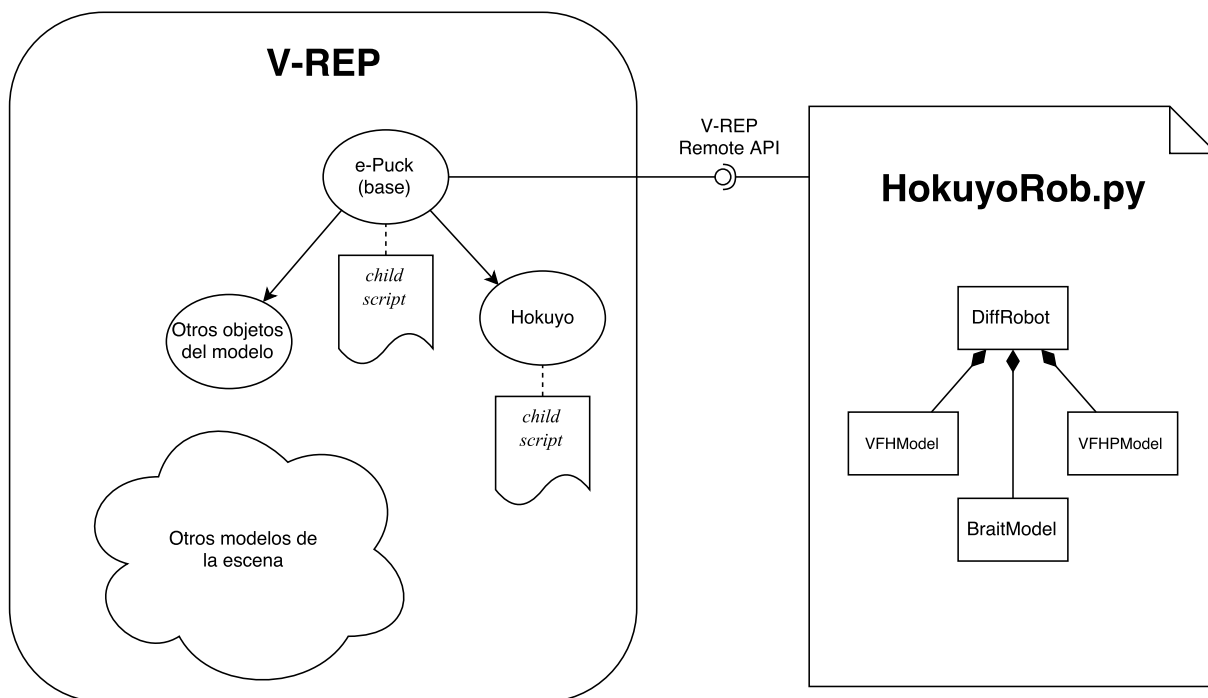 V-REP
e-Puck
(base)
child
script
Otros objetos
del modelo
Hokuyo
child
script
Otros modelos de
la escena
V-REP
Remote API
HokuyoRob.py
DiffRobot
VFHModel
VFHPModel
BraitModel